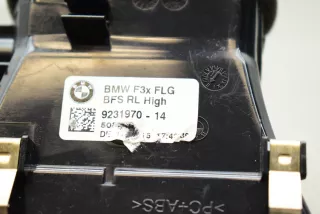 BMW F3x FLG
BFS RL High
9231970 - 14
>PC+ABS<